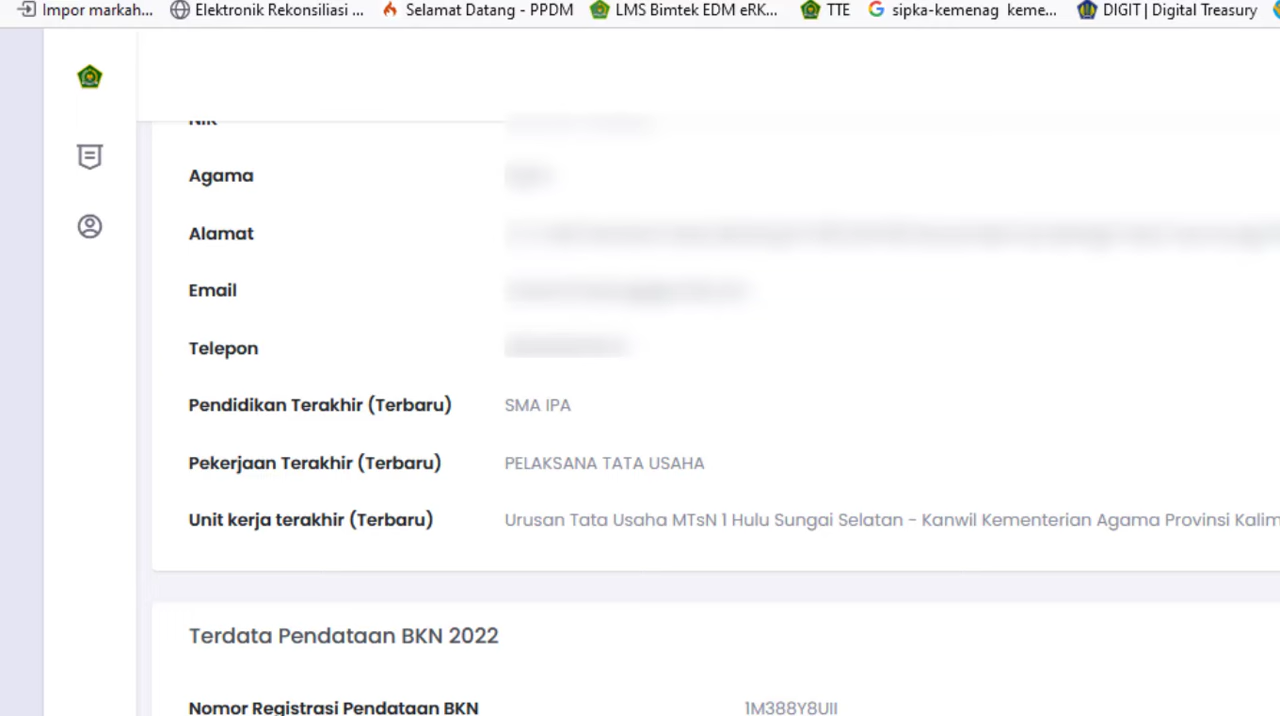 Impor markah... Elektronik Rekonsiliasi ... Selamat Datang - PPDM LMS Bimtek EDM eRK... TTE sipka-kemenag keme... DIGIT | Digital Treasury
NIK
Agama
Alamat
Email
Telepon
Pendidikan Terakhir (Terbaru) SMA IPA
Pekerjaan Terakhir (Terbaru) PELAKSANA TATA USAHA
Unit kerja terakhir (Terbaru) Urusan Tata Usaha MTsN 1 Hulu Sungai Selatan - Kanwil Kementerian Agama Provinsi Kalim
Terdata Pendataan BKN 2022
Nomor Registrasi Pendataan BKN 1M388Y8UII